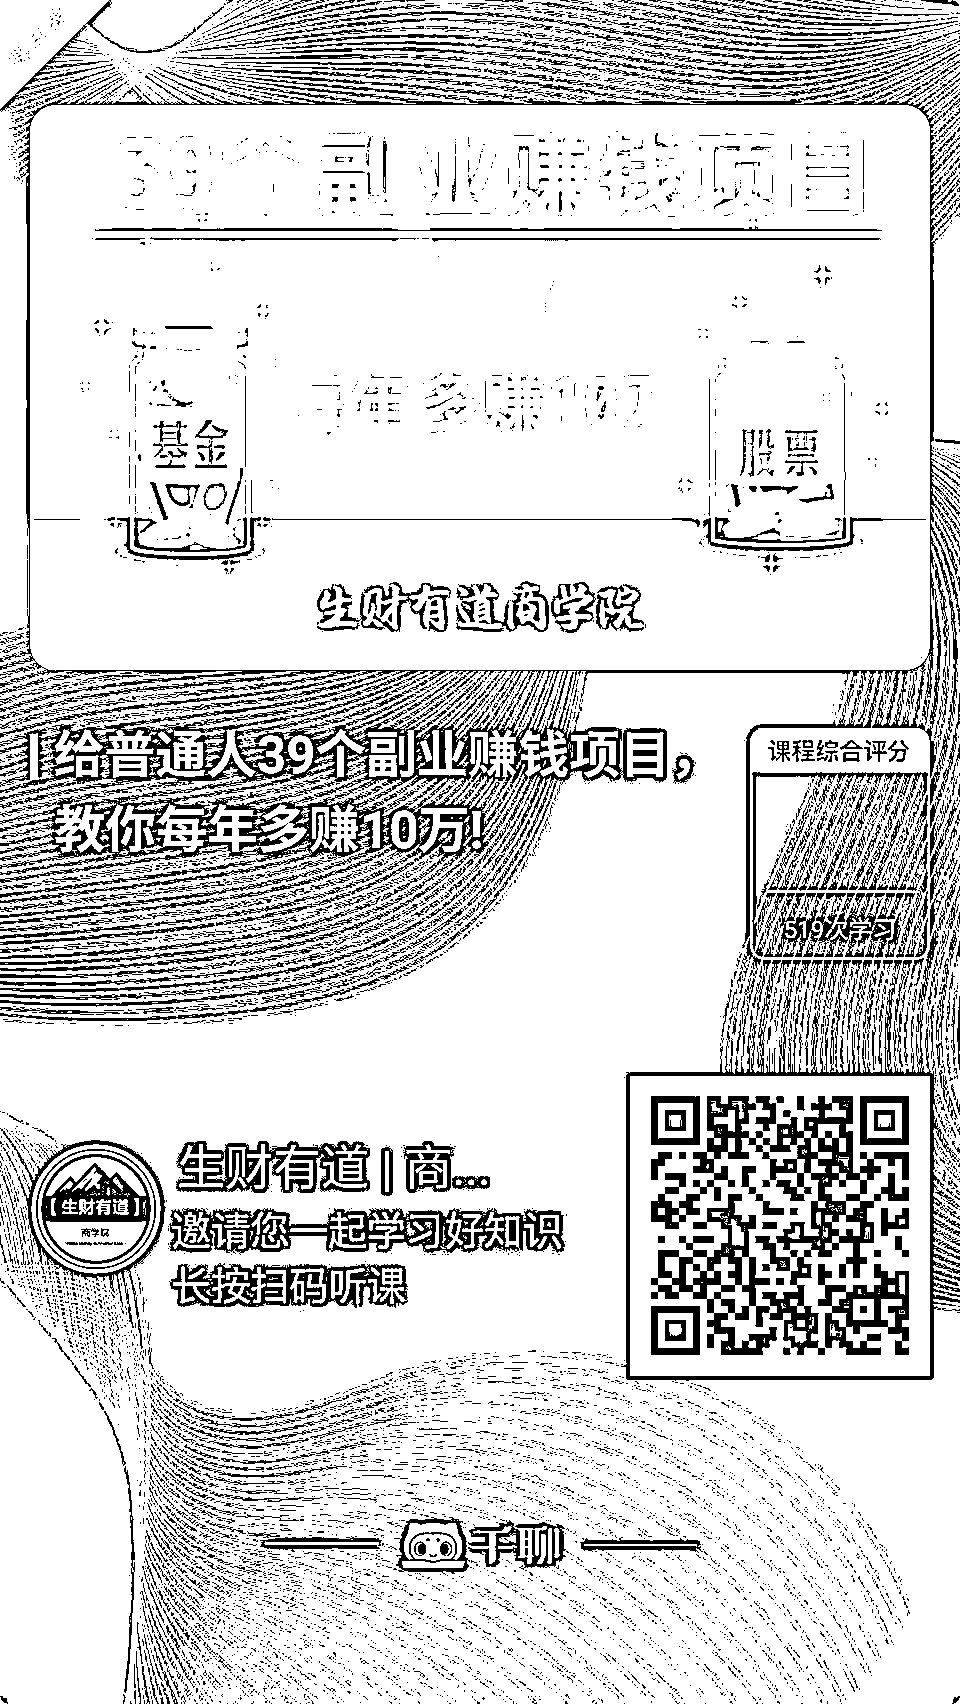 39个副业赚钱项目
每年多赚10万
基金
股票
生财有道商学院
| 给普通人39个副业赚钱项目,
教你每年多赚10万!
课程综合评分
519次学习
生财有道 | 商...
【生财有道】
商学院
邀请您一起学习好知识
长按扫码听课
千聊